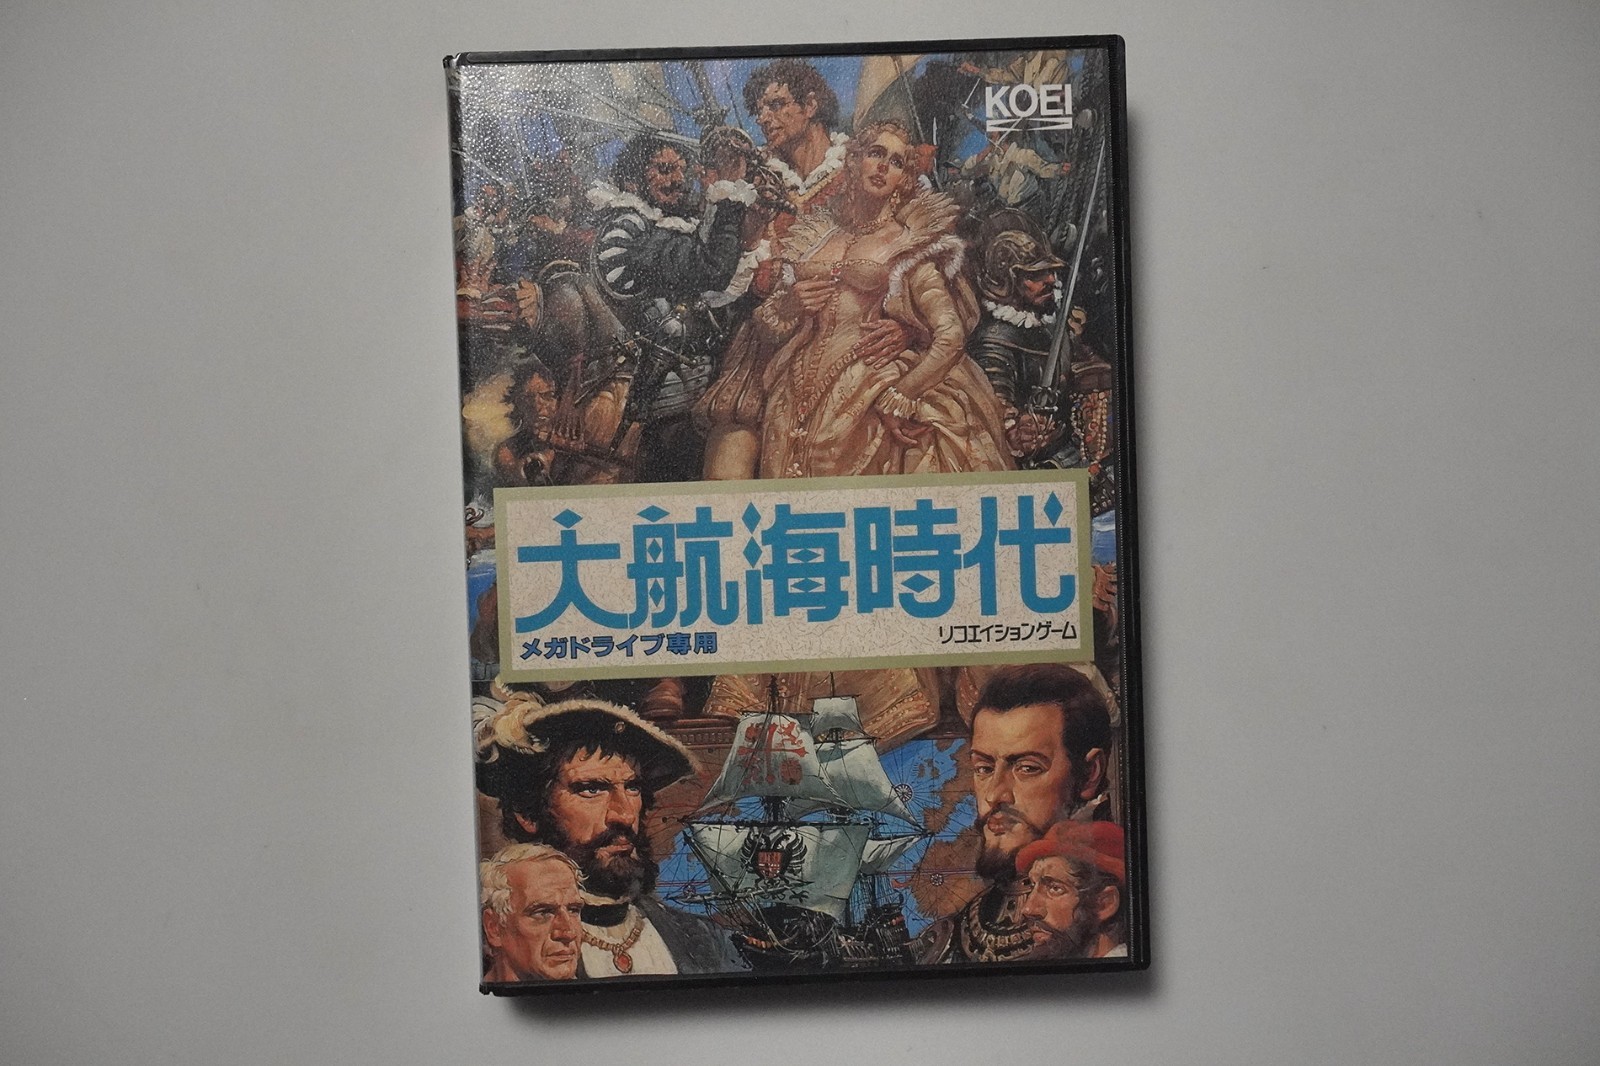 KOEI
大航海時代
メガドライブ専用
リコエイションゲーム